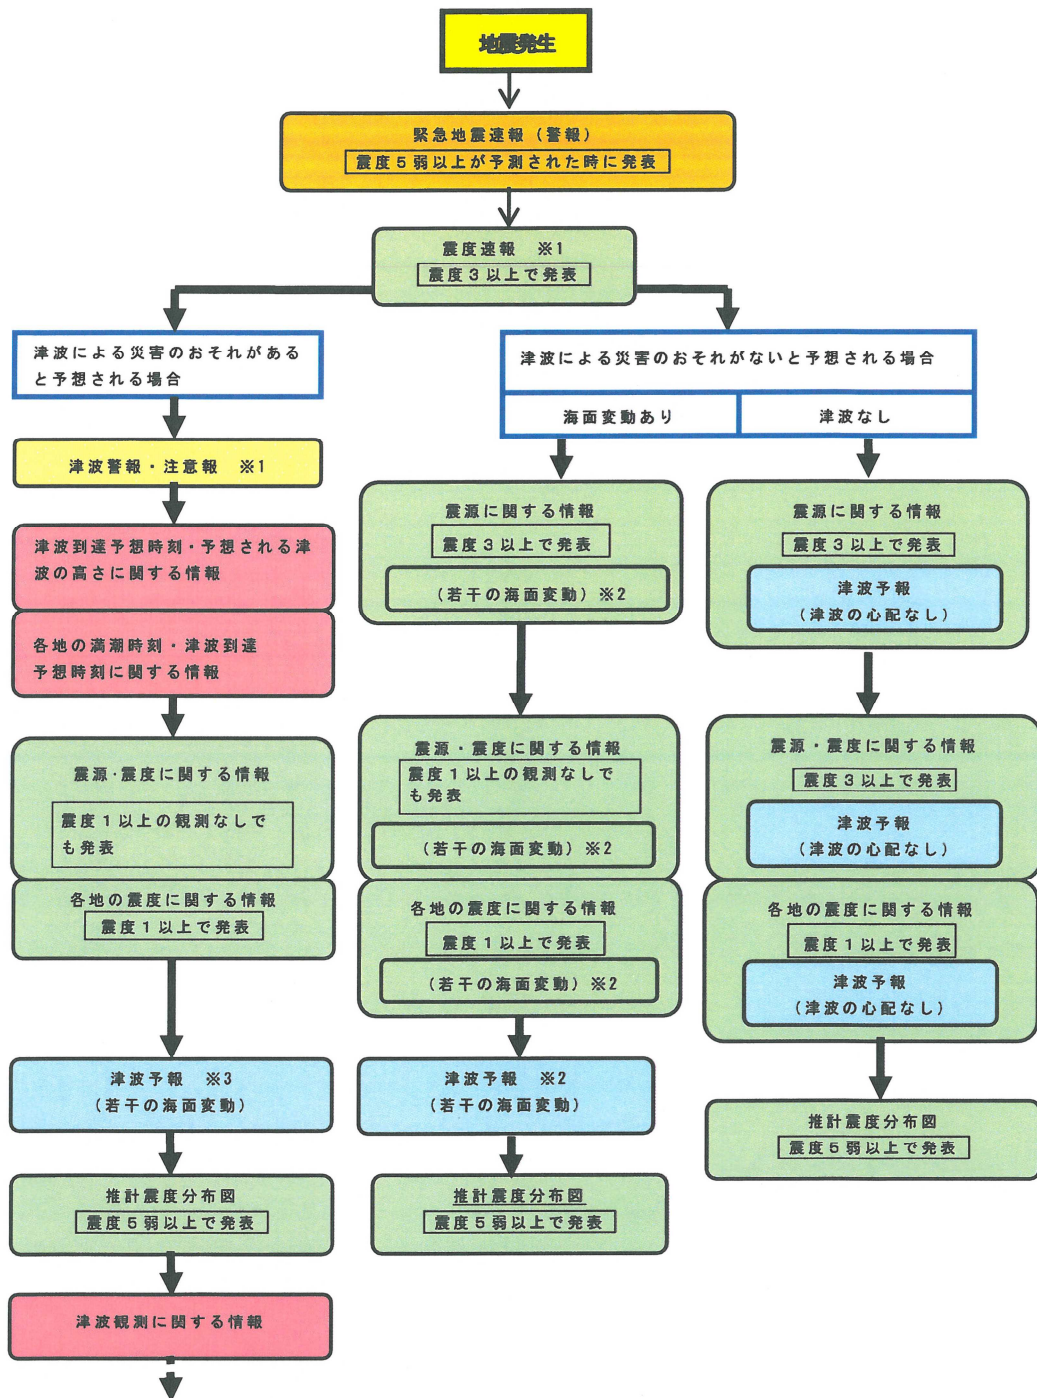 地震発生
緊急地震速報（警報）
震度５弱以上が予測された時に発表
震度速報　※1
震度３以上で発表
津波による災害のおそれがある
と予想される場合
津波警報・注意報　※1
津波到達予想時刻・予想される津
波の高さに関する情報
各地の満潮時刻・津波到達
予想時刻に関する情報
震源・震度に関する情報
震度１以上の観測なしで
も発表
各地の震度に関する情報
震度１以上で発表
津波予報　※3
(若干の海面変動)
推計震度分布図
震度５弱以上で発表
津波観測に関する情報
津波による災害のおそれがないと予想される場合
海面変動あり
津波なし
震源に関する情報
震度３以上で発表
(若干の海面変動) ※2
震源・震度に関する情報
震度１以上の観測なしで
も発表
(若干の海面変動) ※2
各地の震度に関する情報
震度１以上で発表
(若干の海面変動) ※2
津波予報　※2
(若干の海面変動)
推計震度分布図
震度５弱以上で発表
震源に関する情報
震度３以上で発表
津波予報
(津波の心配なし)
震源・震度に関する情報
震度３以上で発表
津波予報
(津波の心配なし)
各地の震度に関する情報
震度１以上で発表
津波予報
(津波の心配なし)
推計震度分布図
震度５弱以上で発表